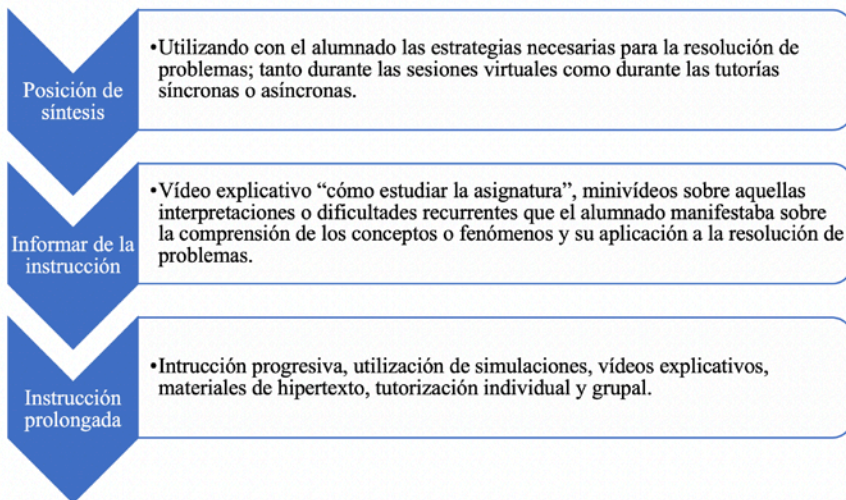 Posición de
síntesis
•Utilizando con el alumnado las estrategias necesarias para la resolución de
problemas; tanto durante las sesiones virtuales como durante las tutorías
síncronas o asíncronas.
Informar de la
instrucción
•Vídeo explicativo “cómo estudiar la asignatura”, minivídeos sobre aquellas
interpretaciones o dificultades recurrentes que el alumnado manifestaba sobre
la comprensión de los conceptos o fenómenos y su aplicación a la resolución de
problemas.
Instrucción
prolongada
•Intrucción progresiva, utilización de simulaciones, vídeos explicativos,
materiales de hipertexto, tutorización individual y grupal.